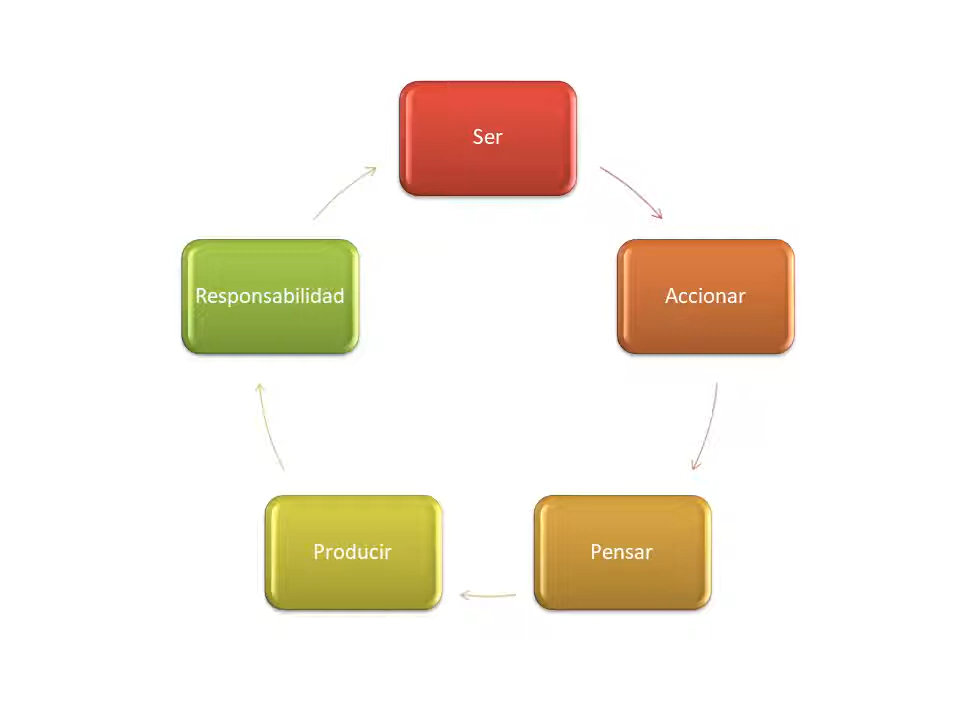 Ser
Accionar
Pensar
Producir
Responsabilidad